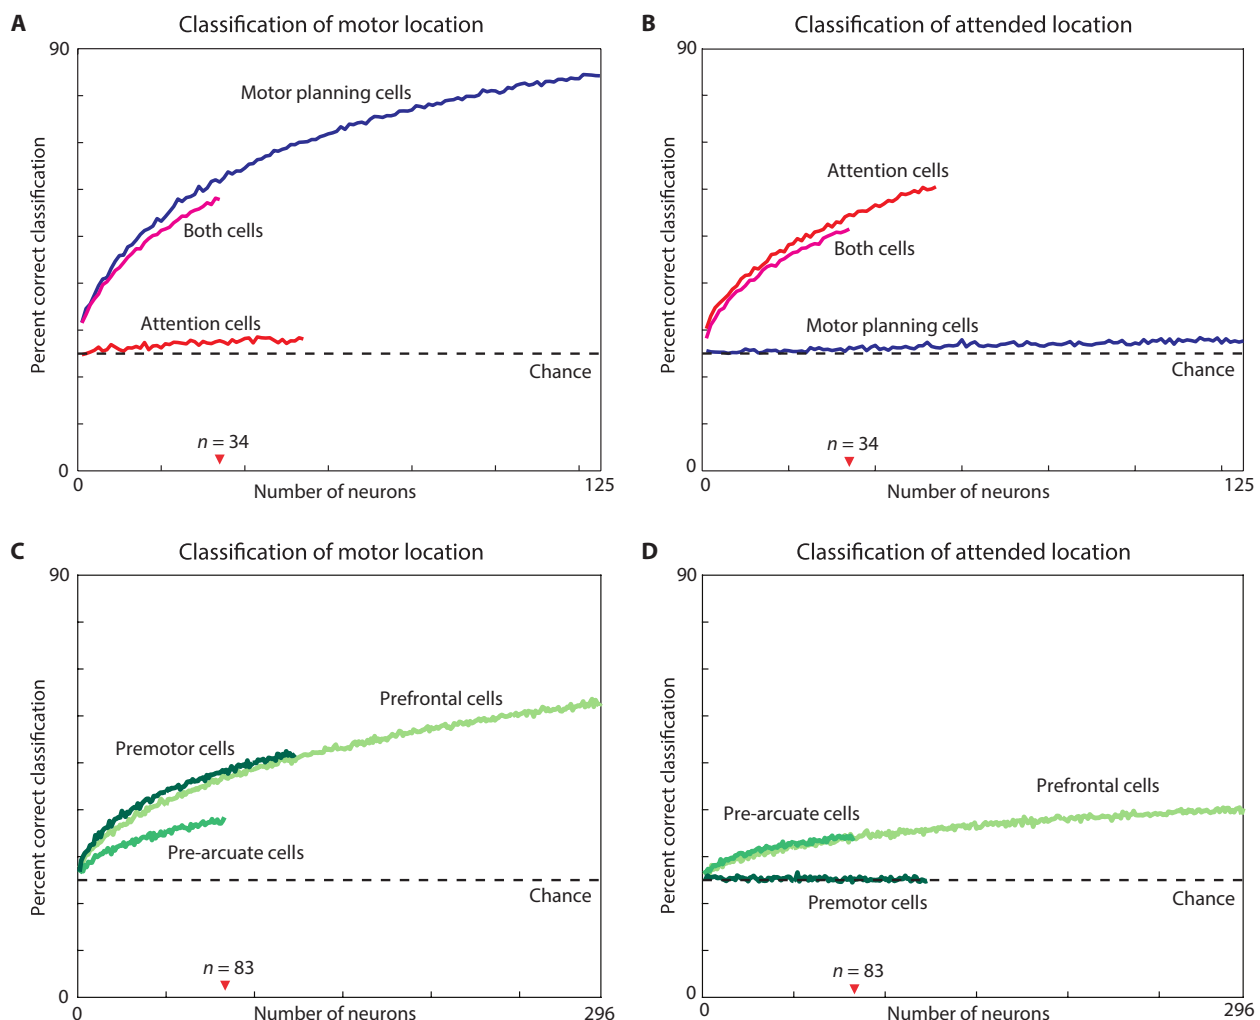 A Classification of motor location
90
Percent correct classification
Motor planning cells
Both cells
Attention cells
Chance
n = 34
0
0 Number of neurons 125
B Classification of attended location
90
Percent correct classification
Attention cells
Both cells
Motor planning cells
Chance
n = 34
0
0 Number of neurons 125
C Classification of motor location
90
Percent correct classification
Prefrontal cells
Premotor cells
Pre-arcuate cells
Chance
n = 83
0
0 Number of neurons 296
D Classification of attended location
90
Percent correct classification
Prefrontal cells
Pre-arcuate cells
Chance
Premotor cells
n = 83
0
0 Number of neurons 296